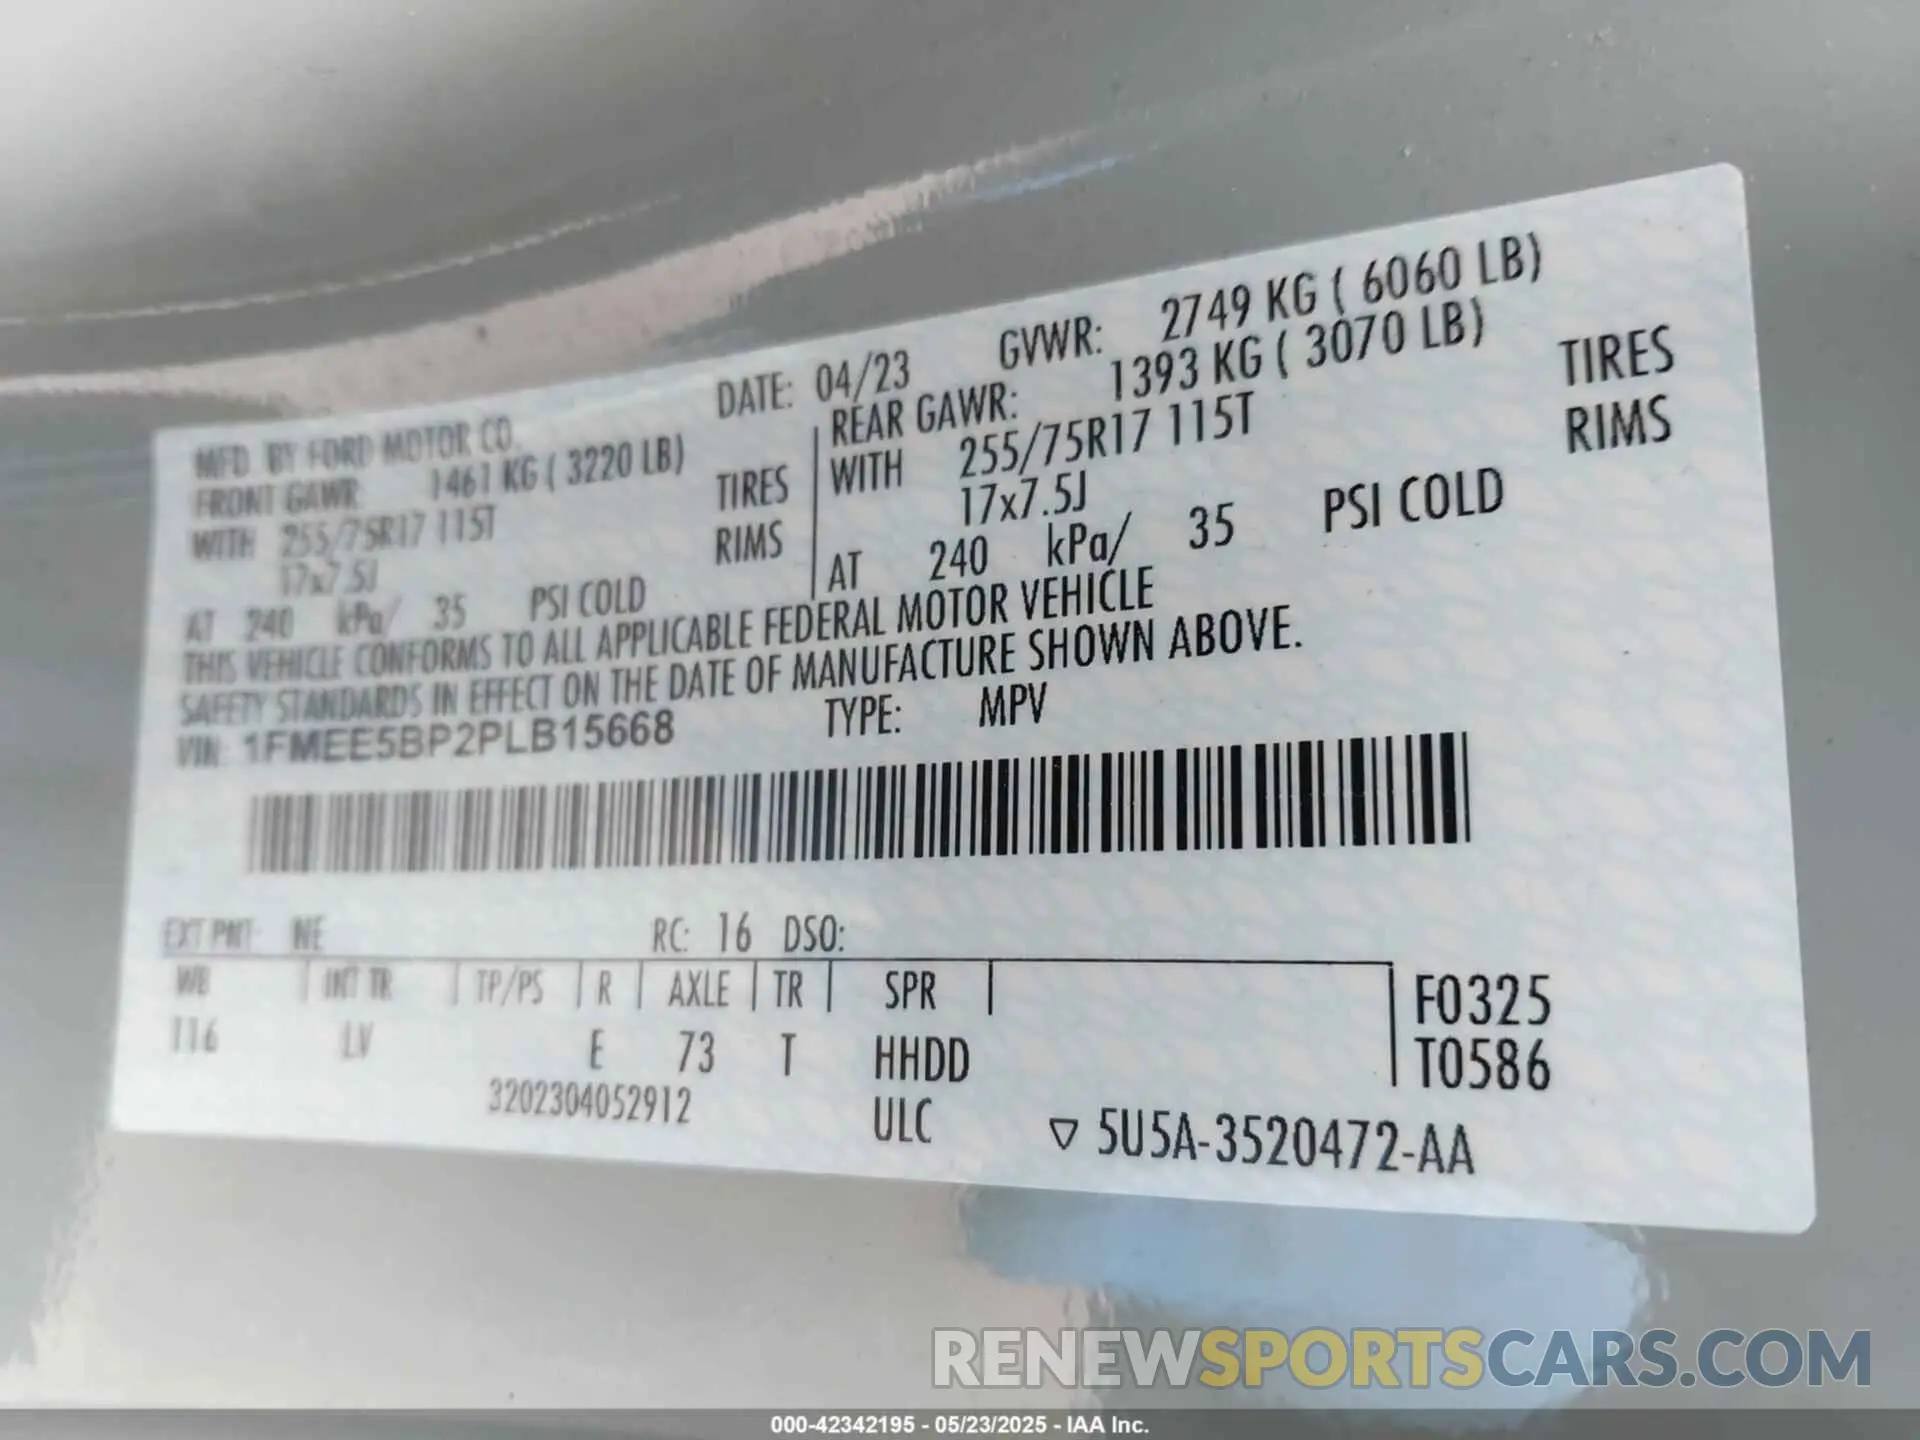 MFD. BY FORD MOTOR CO. DATE: 04/23 GVWR: 2749 KG ( 6060 LB)
FRONT GAWR: 1461 KG ( 3220 LB) REAR GAWR: 1393 KG ( 3070 LB)
WITH 255/75R17 115T TIRES WITH 255/75R17 115T TIRES
17x7.5J RIMS 17x7.5J RIMS
AT 240 kPa/ 35 PSI COLD AT 240 kPa/ 35 PSI COLD
THIS VEHICLE CONFORMS TO ALL APPLICABLE FEDERAL MOTOR VEHICLE
SAFETY STANDARDS IN EFFECT ON THE DATE OF MANUFACTURE SHOWN ABOVE.
VIN: 1FMEE5BP2PLB15668 TYPE: MPV
EXT PNT: NE RC: 16 DSO:
WB INT TR TP/PS R AXLE TR SPR F0325
116 LV E 73 T HHDD T0586
3202304052912 ULC ▽ 5U5A-3520472-AA
RENEWSPORTSCARS.COM
000-42342195 - 05/23/2025 - IAA Inc.